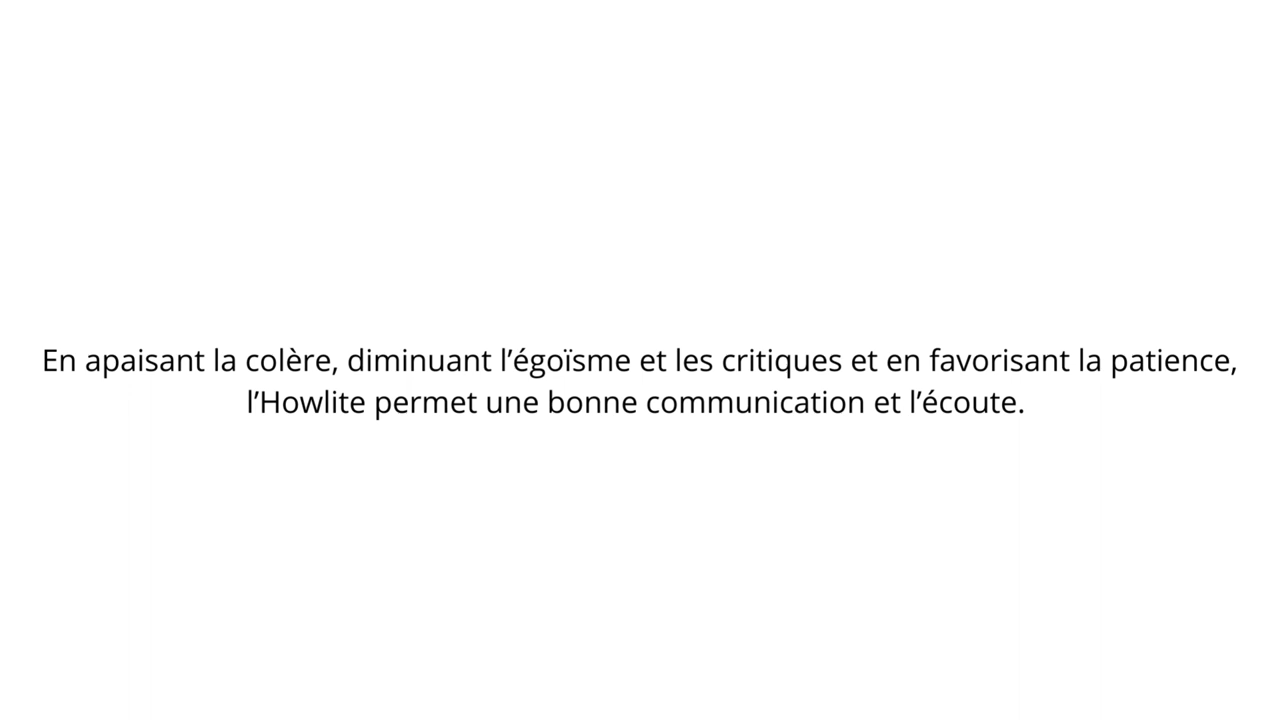 En apaisant la colère, diminuant l’égoïsme et les critiques et en favorisant la patience,
l’Howlite permet une bonne communication et l’écoute.